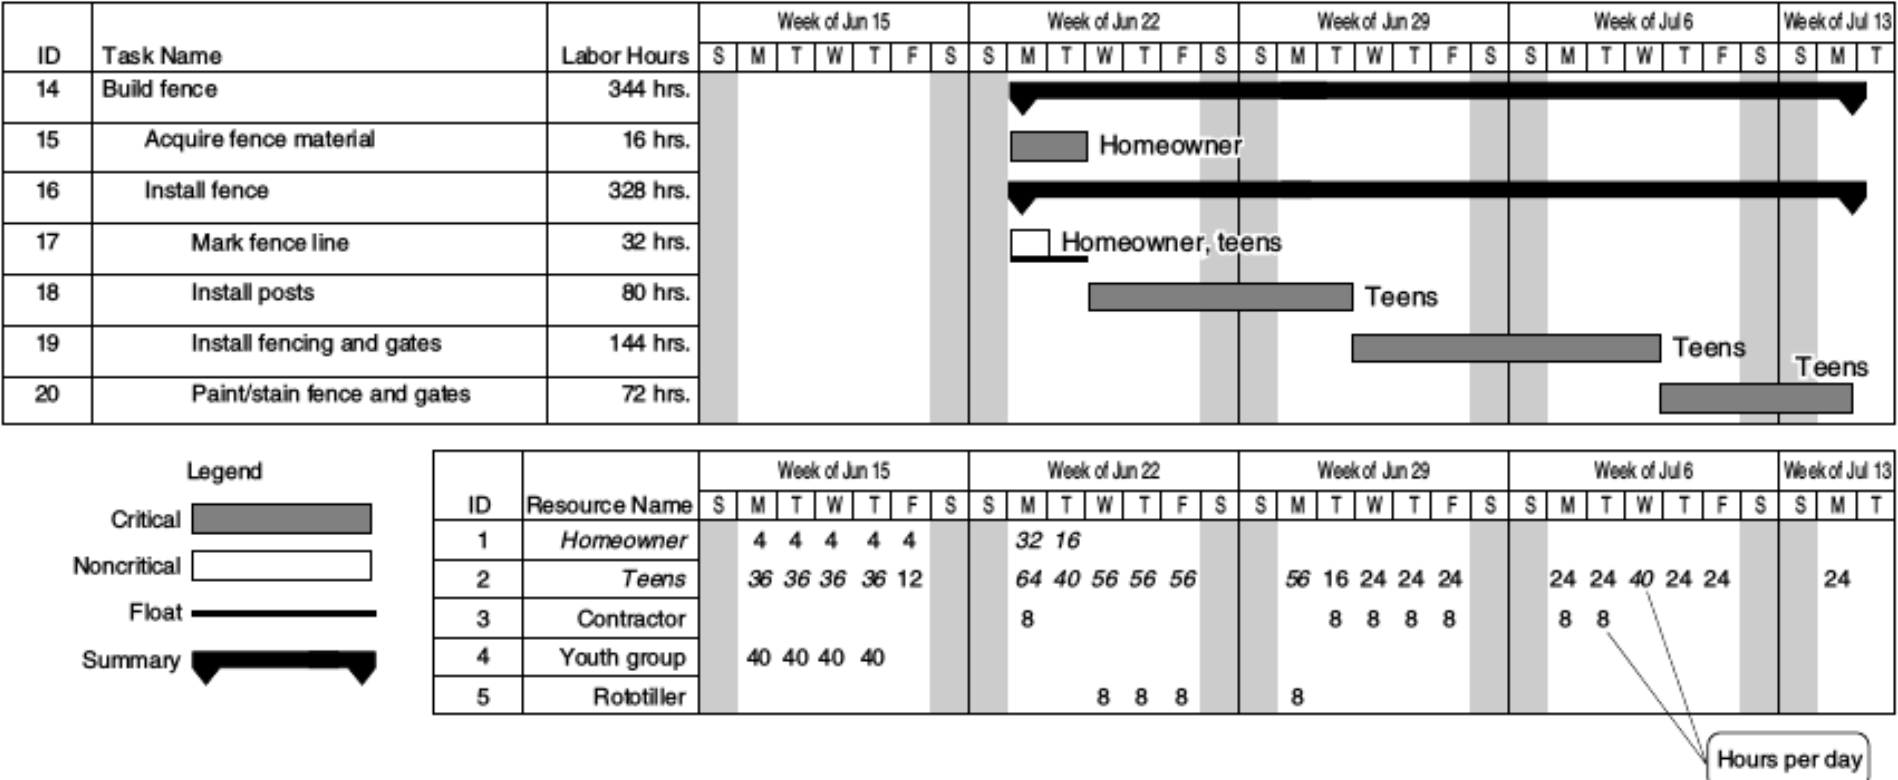 Week of Jun 15 Week of Jun 22 Week of Jun 29 Week of Jul 6 Week of Jul 13
ID Task Name Labor Hours S M T W T F S S M T W T F S S M T W T F S S M T W T F S S M T
14 Build fence 344 hrs.
15 Acquire fence material 16 hrs. Homeowner
16 Install fence 328 hrs.
17 Mark fence line 32 hrs. Homeowner, teens
18 Install posts 80 hrs. Teens
19 Install fencing and gates 144 hrs. Teens
20 Paint/stain fence and gates 72 hrs. Teens
Legend
Critical
Noncritical
Float
Summary
Week of Jun 15 Week of Jun 22 Week of Jun 29 Week of Jul 6 Week of Jul 13
ID Resource Name S M T W T F S S M T W T F S S M T W T F S S M T W T F S S M T
1 Homeowner 4 4 4 4 4 32 16
2 Teens 36 36 36 36 12 64 40 56 56 56 56 16 24 24 24 24 24 40 24 24 24
3 Contractor 8 8 8 8 8 8 8
4 Youth group 40 40 40 40
5 Rototiller 8 8 8 8
Hours per day